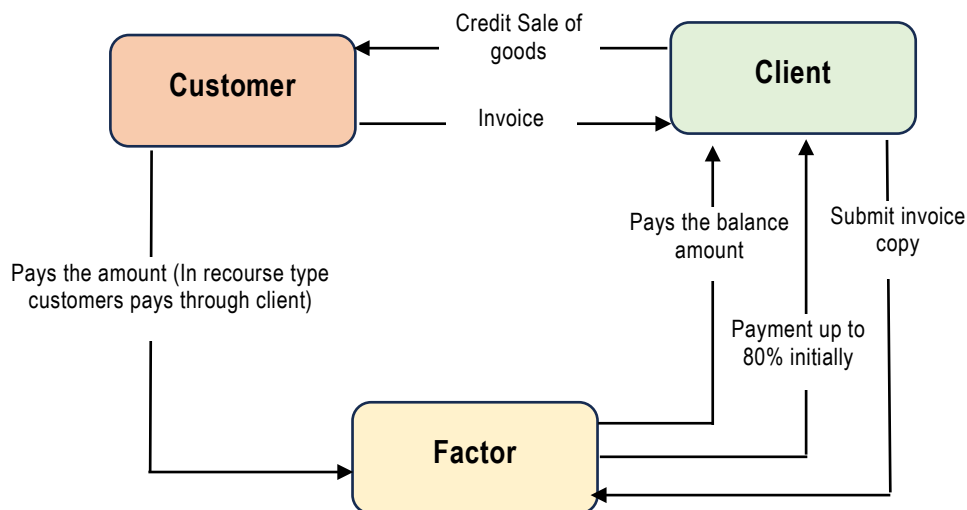 Credit Sale of
goods
Customer
Client
Invoice
Pays the balance
amount
Submit invoice
copy
Pays the amount (In recourse type
customers pays through client)
Payment up to
80% initially
Factor